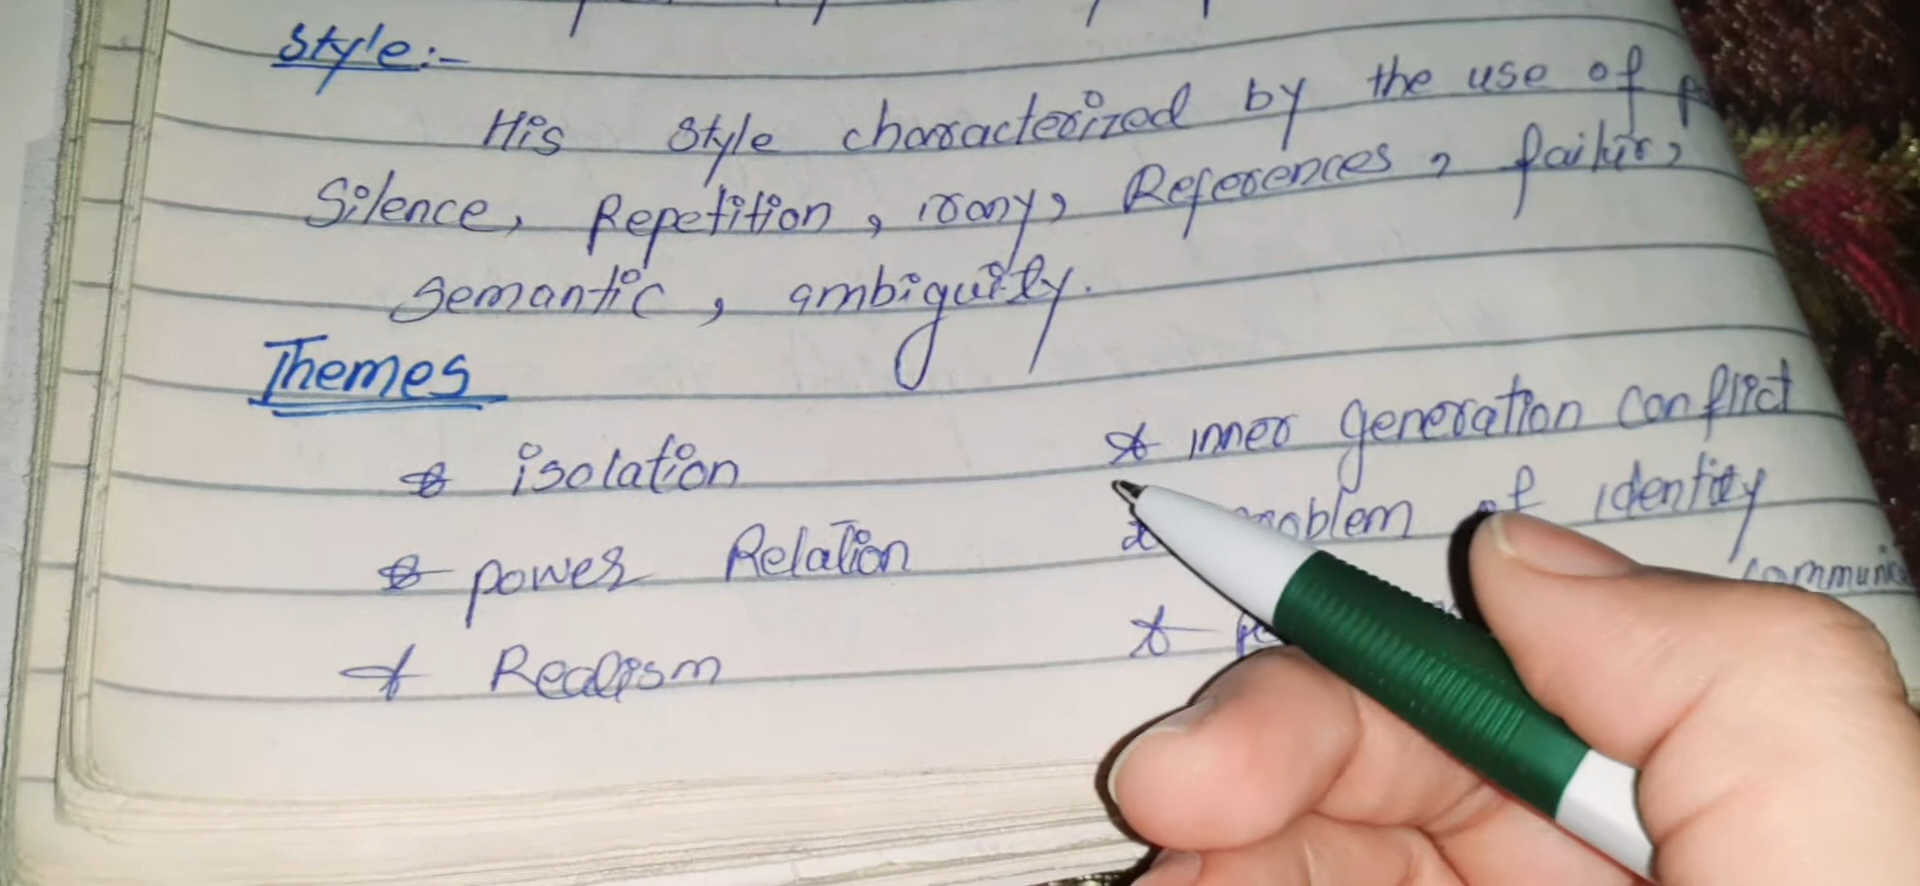 Style:-
His style characterized by the use of
Silence, Repetition, irony, References, failur,
semantic, ambiguity.
Themes
isolation
inner generation conflict
power Relation
problem of identity
Realism